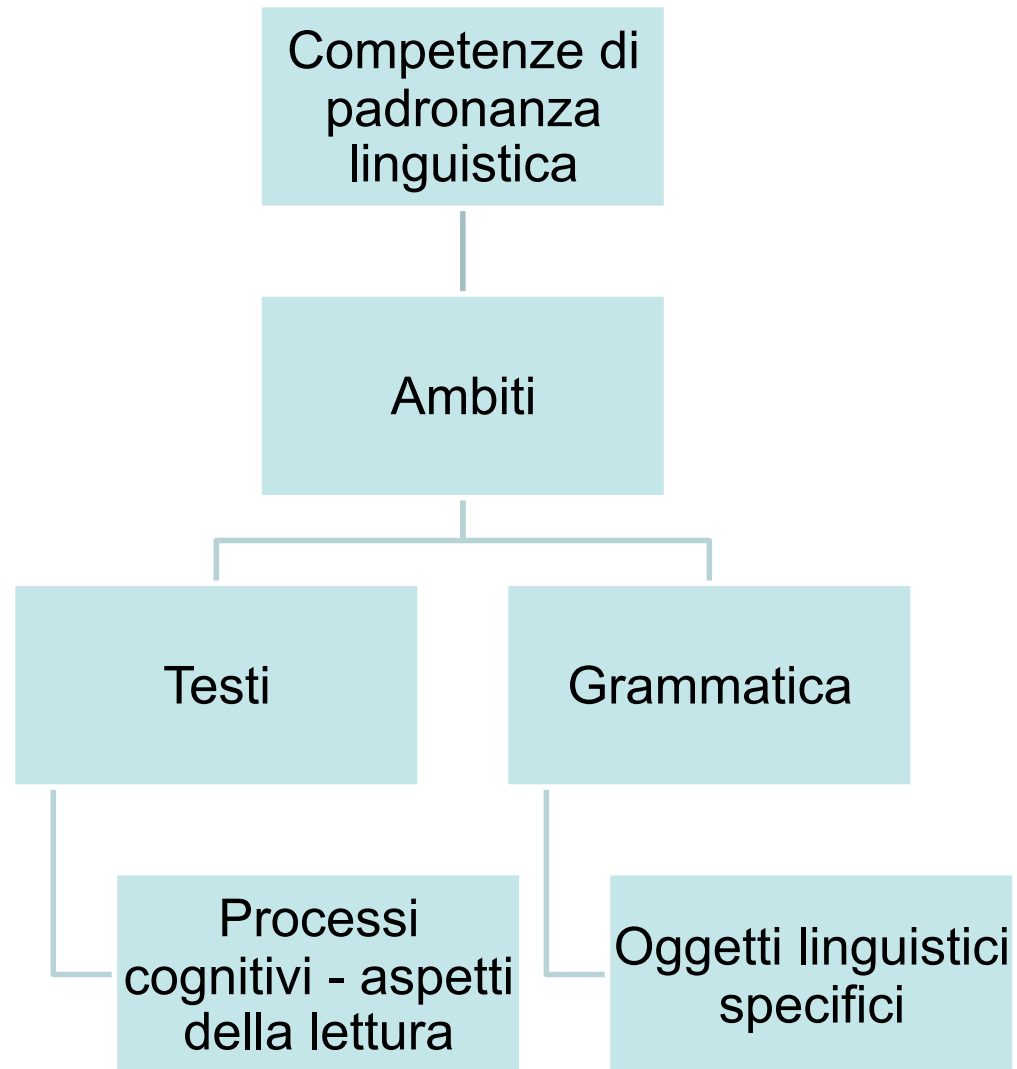 Competenze di
padronanza
linguistica
Ambiti
Testi
Grammatica
Processi
cognitivi - aspetti
della lettura
Oggetti linguistici
specifici